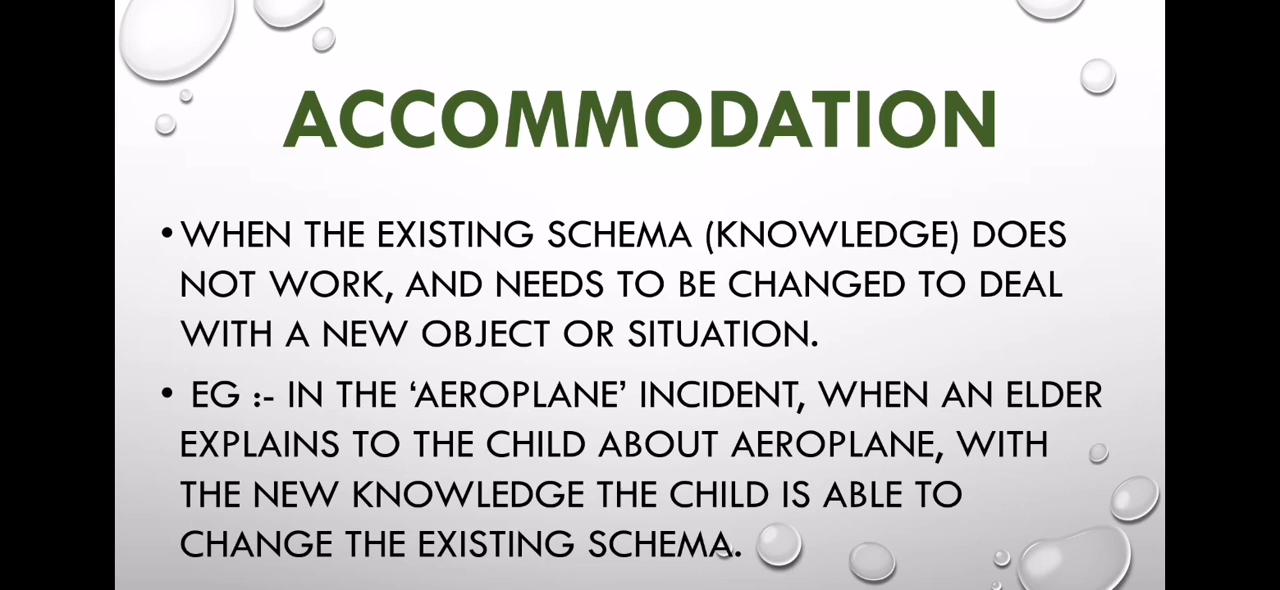 ACCOMMODATION
• WHEN THE EXISTING SCHEMA (KNOWLEDGE) DOES
NOT WORK, AND NEEDS TO BE CHANGED TO DEAL
WITH A NEW OBJECT OR SITUATION.
• EG :- IN THE ‘AEROPLANE’ INCIDENT, WHEN AN ELDER
EXPLAINS TO THE CHILD ABOUT AEROPLANE, WITH
THE NEW KNOWLEDGE THE CHILD IS ABLE TO
CHANGE THE EXISTING SCHEMA.